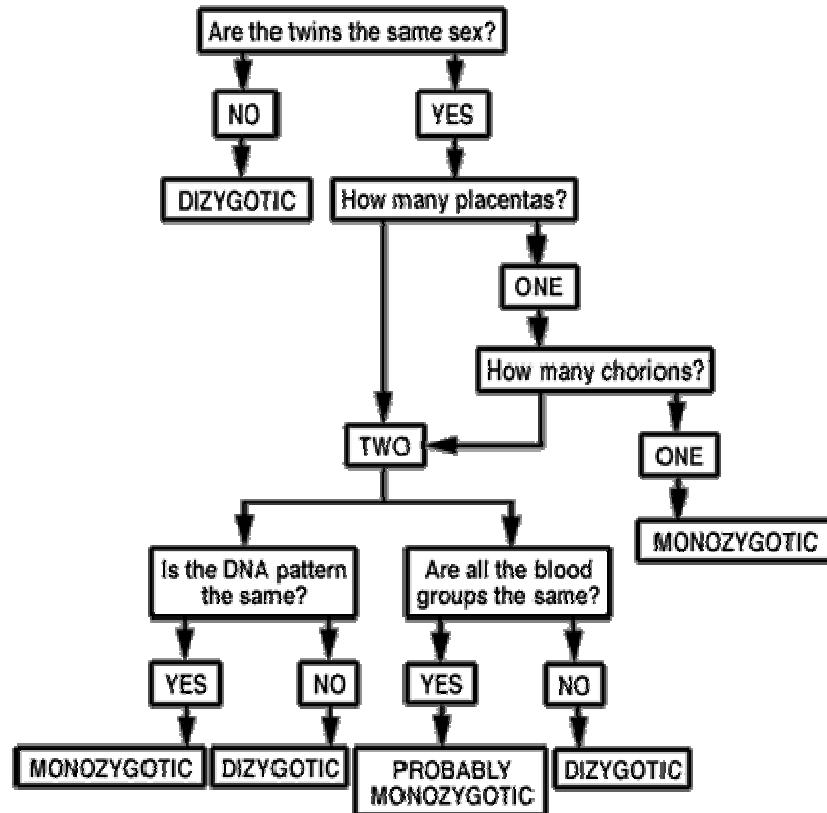 Are the twins the same sex?
NO
YES
DIZYGOTIC
How many placentas?
ONE
How many chorions?
TWO
ONE
MONOZYGOTIC
Is the DNA pattern
the same?
Are all the blood
groups the same?
YES
NO
YES
NO
MONOZYGOTIC
DIZYGOTIC
PROBABLY
MONOZYGOTIC
DIZYGOTIC